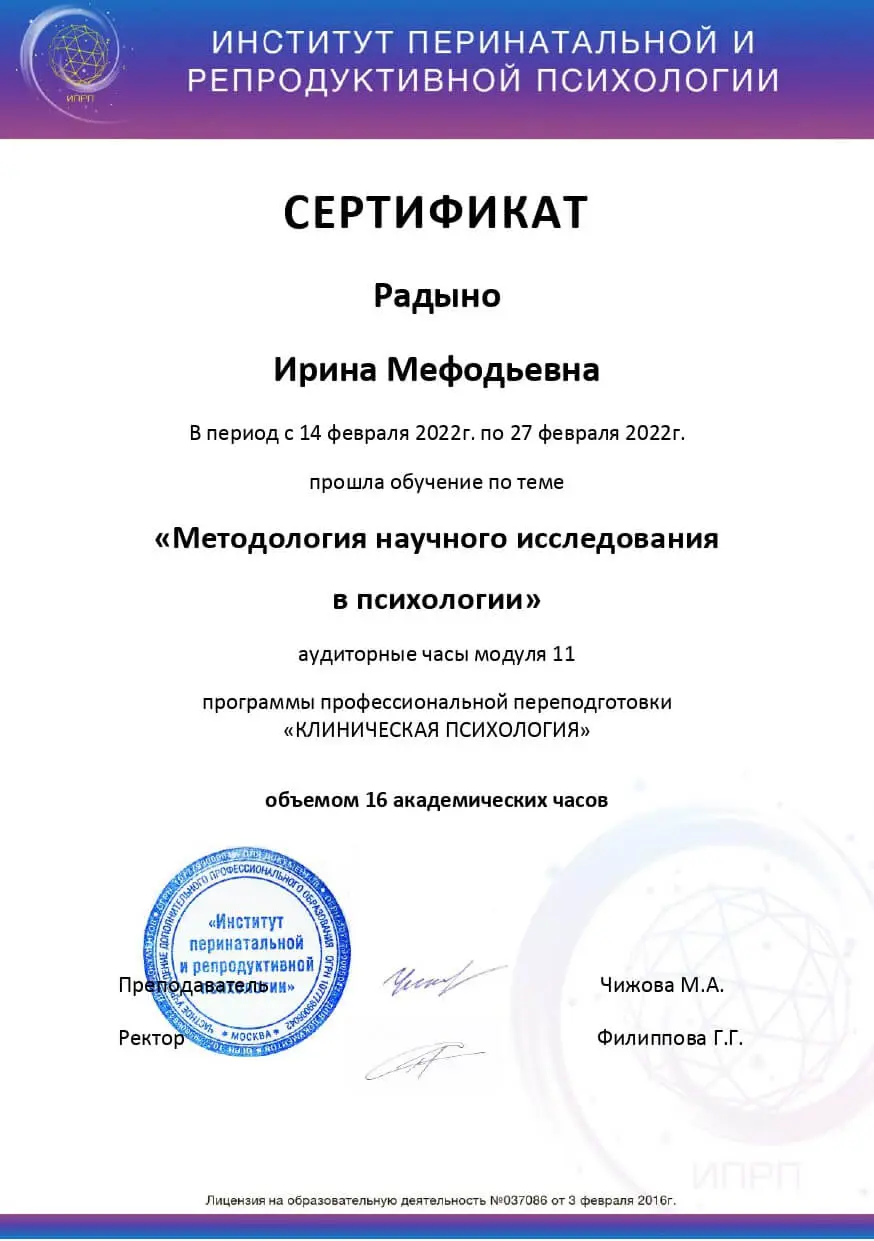 ИНСТИТУТ ПЕРИНАТАЛЬНОЙ И
РЕПРОДУКТИВНОЙ ПСИХОЛОГИИ
ИПРП
СЕРТИФИКАТ
Радыно
Ирина Мефодьевна
В период с 14 февраля 2022г. по 27 февраля 2022г.
прошла обучение по теме
«Методология научного исследования
в психологии»
аудиторные часы модуля 11
программы профессиональной переподготовки
«КЛИНИЧЕСКАЯ ПСИХОЛОГИЯ»
объемом 16 академических часов
«Институт
перинатальной
и репродуктивной
психологии»
* МОСКВА *
Преподаватель Чижова М.А.
Ректор Филиппова Г.Г.
ИПРП
Лицензия на образовательную деятельность №037086 от 3 февраля 2016г.